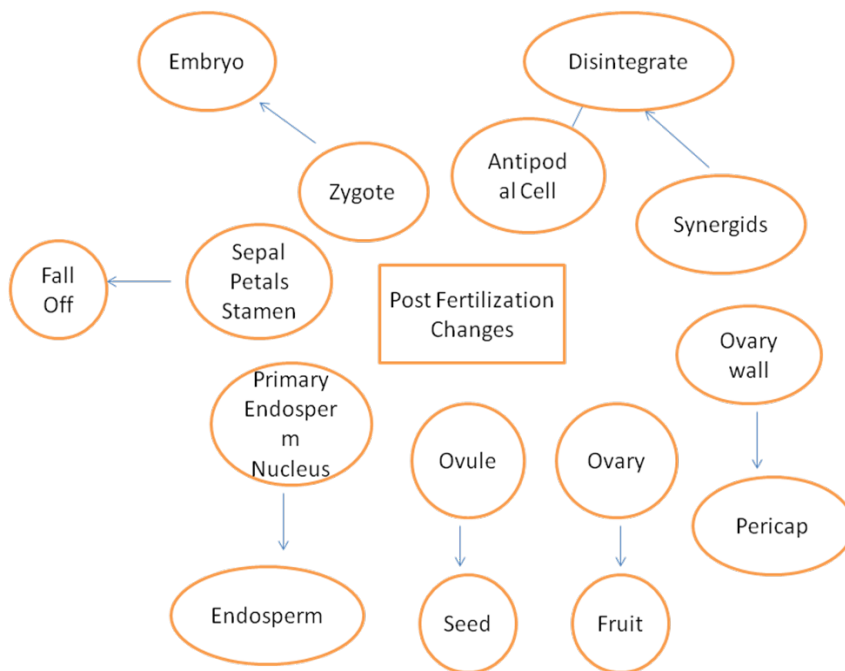 Embryo
Disintegrate
Antipod
al Cell
Zygote
Synergids
Sepal
Petals
Stamen
Fall
Off
Post Fertilization
Changes
Ovary
wall
Primary
Endosper
m
Nucleus
Ovule
Ovary
Pericap
Endosperm
Seed
Fruit